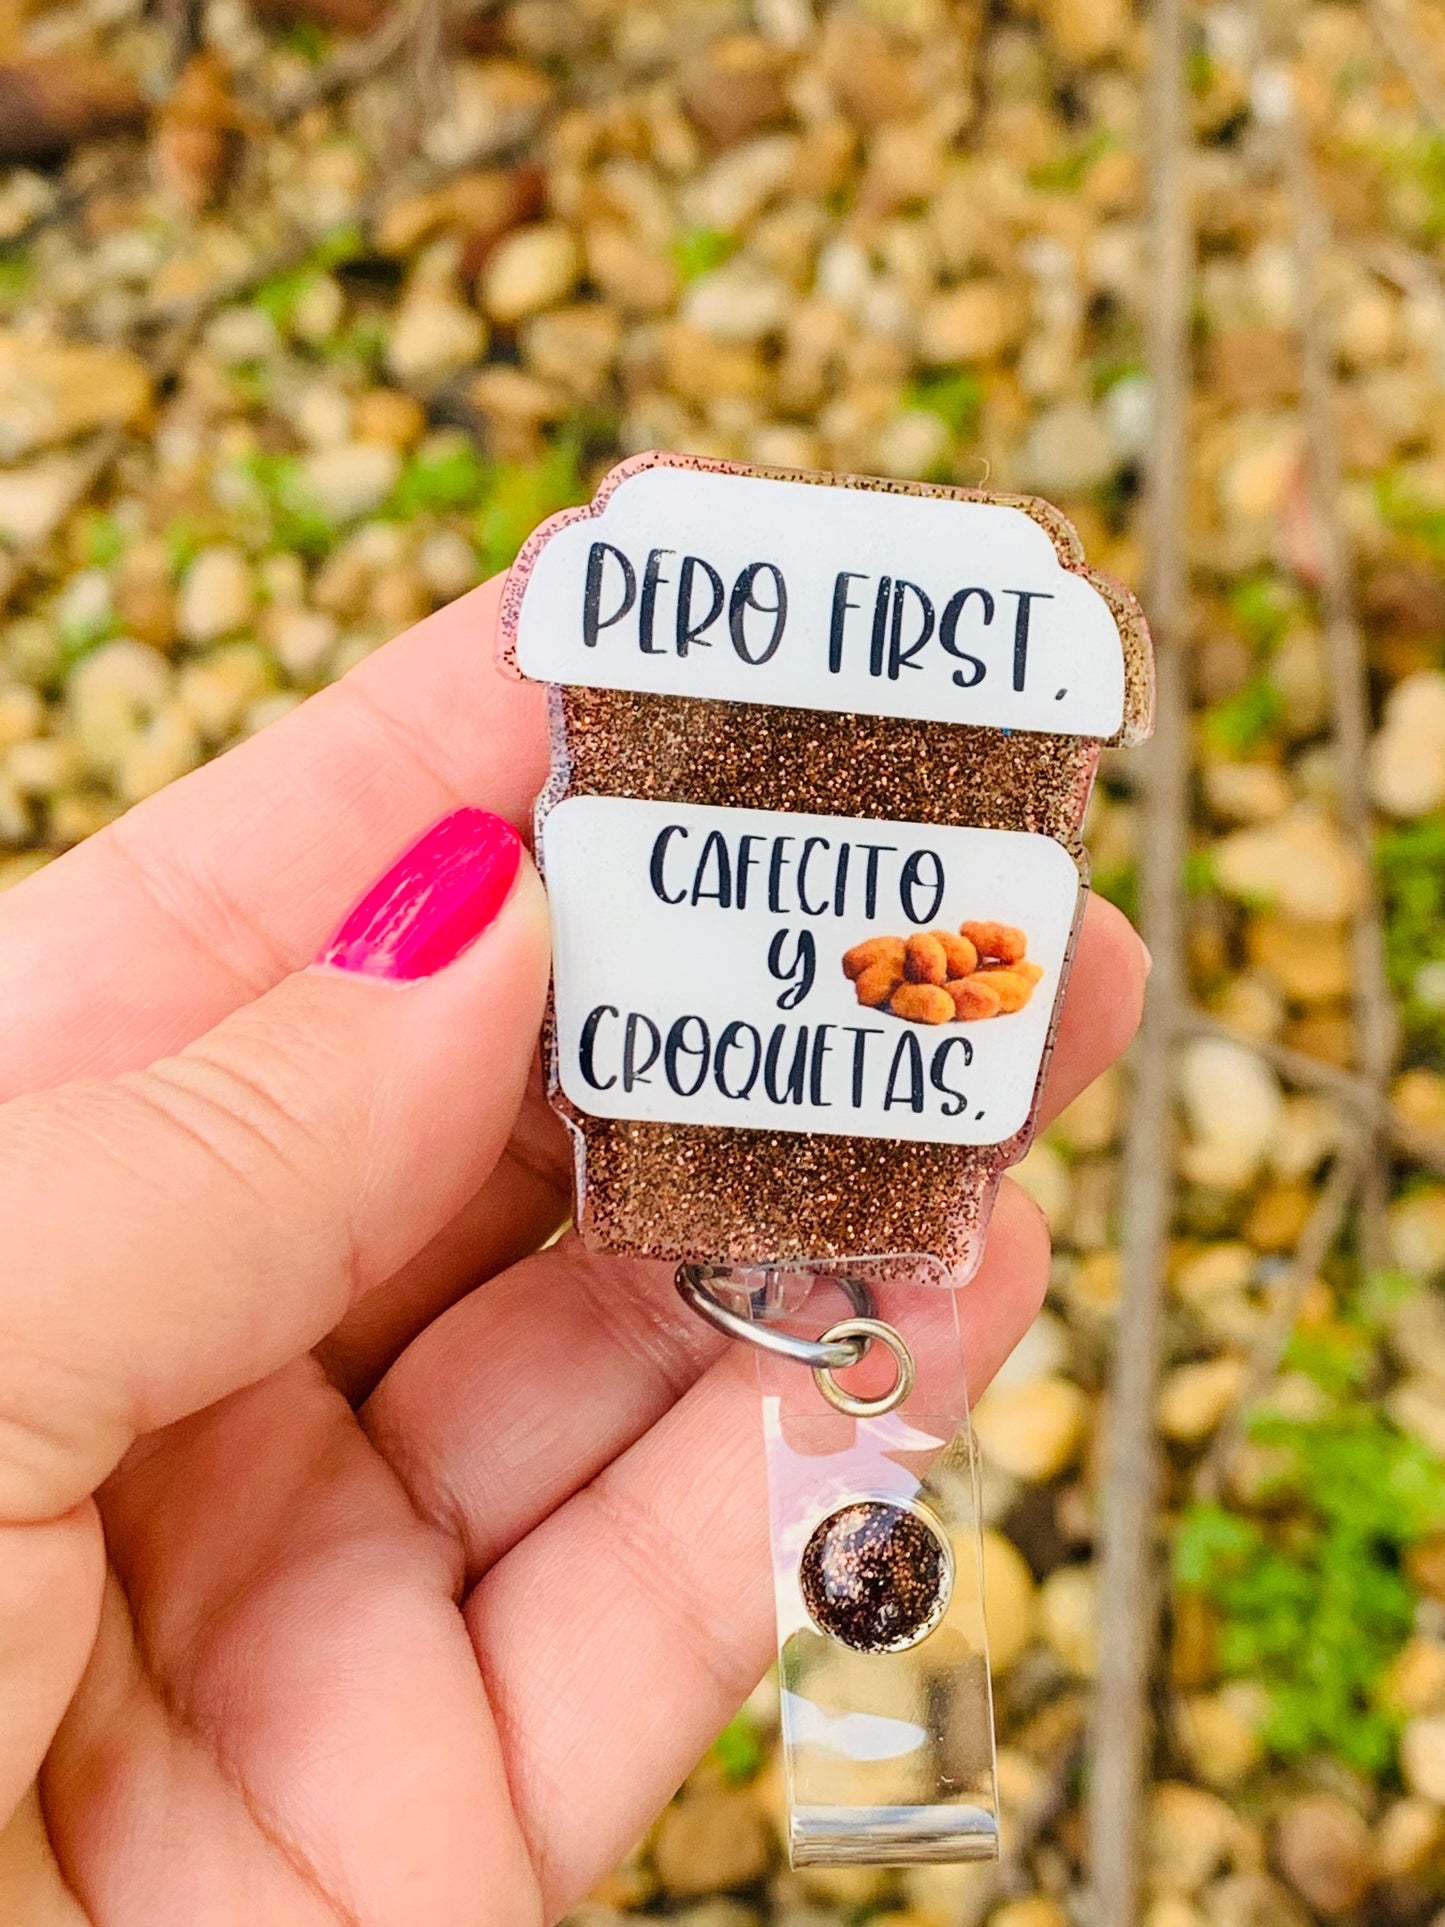 PERO FIRST,
CAFECITO
y
CROQUETAS,